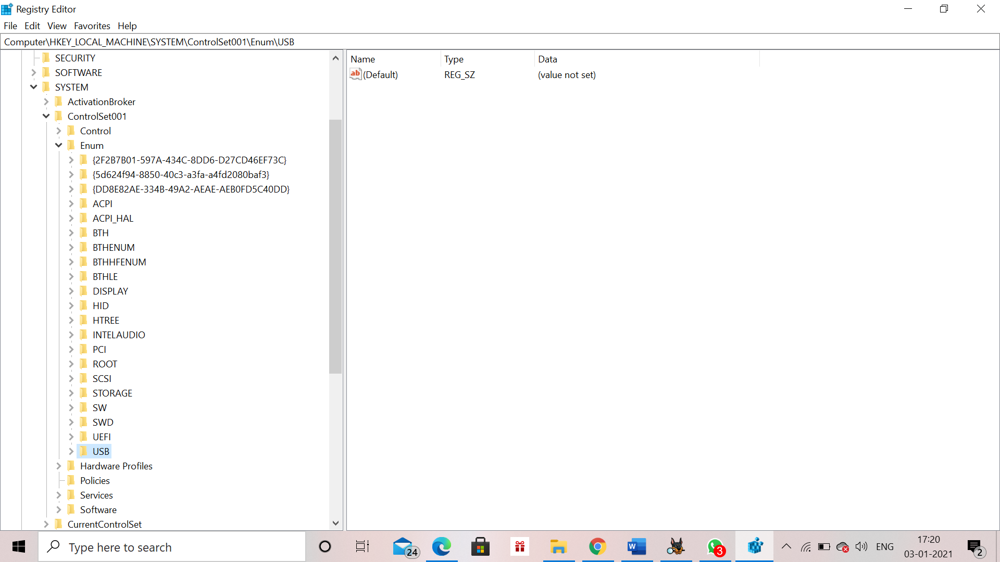 Registry Editor
File Edit View Favorites Help
Computer\HKEY_LOCAL_MACHINE\SYSTEM\ControlSet001\Enum\USB
SECURITY
SOFTWARE
SYSTEM
ActivationBroker
ControlSet001
Control
Enum
{2F2B7B01-597A-434C-8DD6-D27CD46EF73C}
{5d624f94-8850-40c3-a3fa-a4fd2080baf3}
{DD8E82AE-334B-49A2-AEAE-AEB0FD5C40DD}
ACPI
ACPI_HAL
BTH
BTHENUM
BTHHFENUM
BTHLE
DISPLAY
HID
HTREE
INTELAUDIO
PCI
ROOT
SCSI
STORAGE
SW
SWD
UEFI
USB
Hardware Profiles
Policies
Services
Software
CurrentControlSet
Name Type Data
ab (Default) REG_SZ (value not set)
Type here to search
24
W
3
ENG
17:20
03-01-2021
2